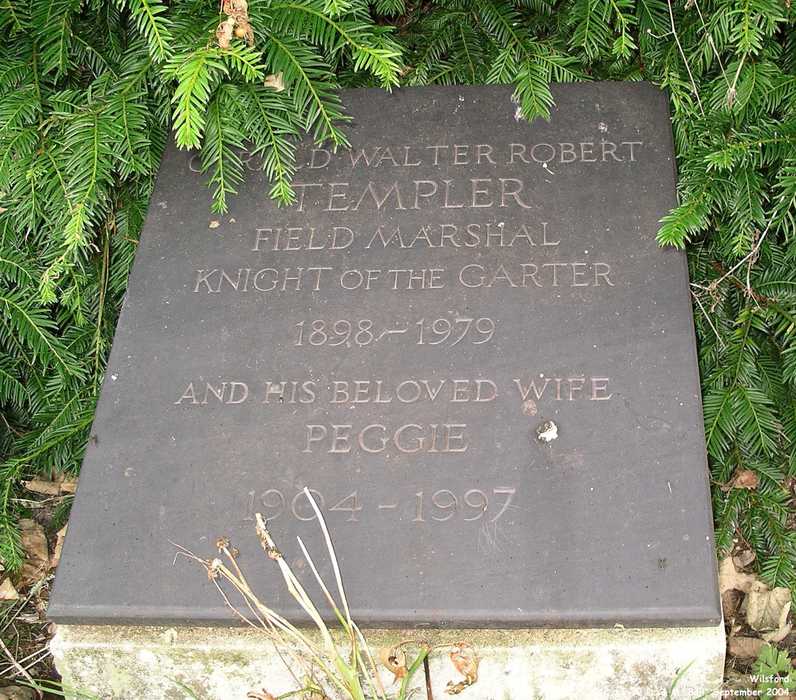 WALTER ROBERT
TEMPLER
FIELD MARSHAL
KNIGHT OF THE GARTER
1898 – 1979
AND HIS BELOVED WIFE
PEGGIE
1904 - 1997
Wilsford.
September 2004